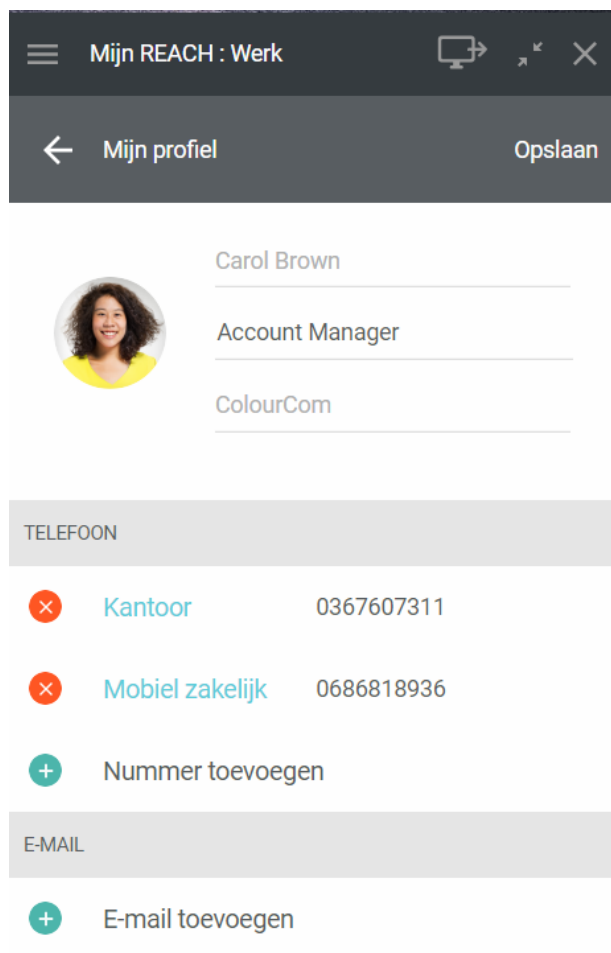 Mijn REACH : Werk
Mijn profiel
Opslaan
Carol Brown
Account Manager
ColourCom
TELEFOON
Kantoor 0367607311
Mobiel zakelijk 0686818936
Nummer toevoegen
E-MAIL
E-mail toevoegen